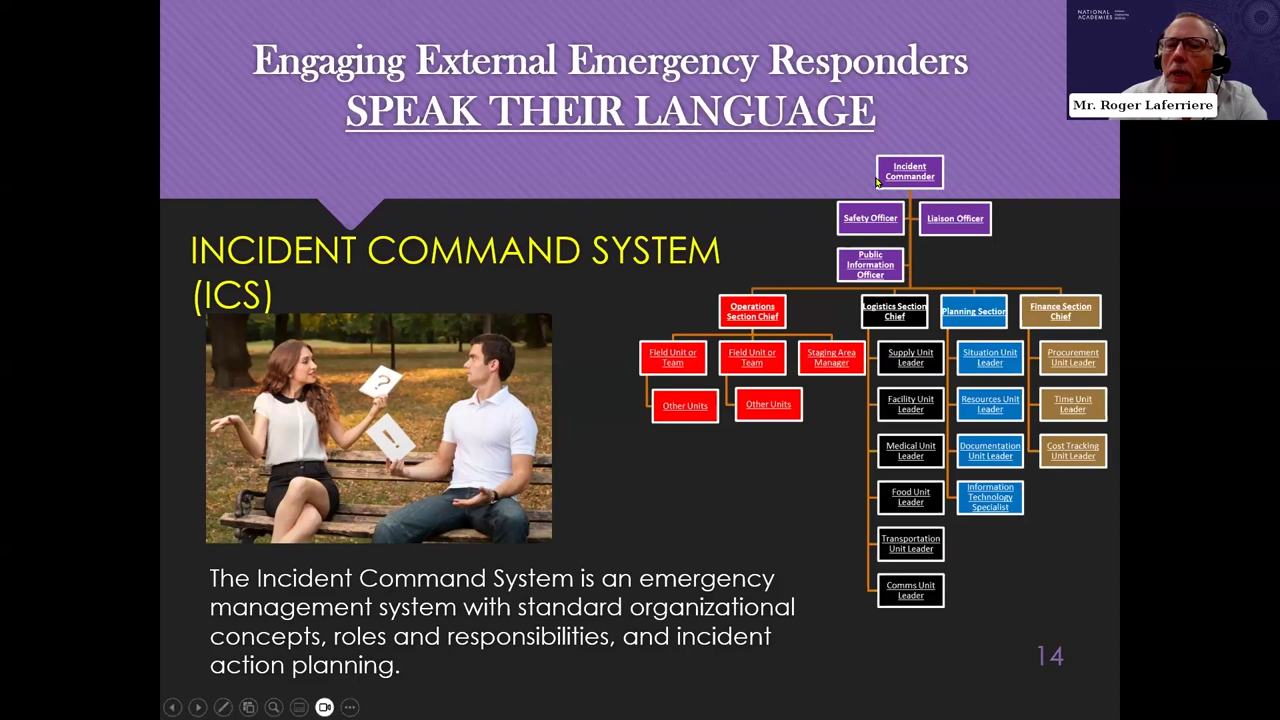 Engaging External Emergency Responders
SPEAK THEIR LANGUAGE
NATIONAL
ACADEMIES
Mr. Roger Laferriere
INCIDENT COMMAND SYSTEM
(ICS)
?
!
Incident
Commander
Safety Officer
Liaison Officer
Public
Information
Officer
Operations
Section Chief
Logistics Section
Chief
Planning Section
Finance Section
Chief
Field Unit or
Team
Field Unit or
Team
Staging Area
Manager
Other Units
Other Units
Supply Unit
Leader
Facility Unit
Leader
Medical Unit
Leader
Food Unit
Leader
Transportation
Unit Leader
Comms Unit
Leader
Situation Unit
Leader
Resources Unit
Leader
Documentation
Unit Leader
Information
Technology
Specialist
Procurement
Unit Leader
Time Unit
Leader
Cost Tracking
Unit Leader
The Incident Command System is an emergency
management system with standard organizational
concepts, roles and responsibilities, and incident
action planning.
14